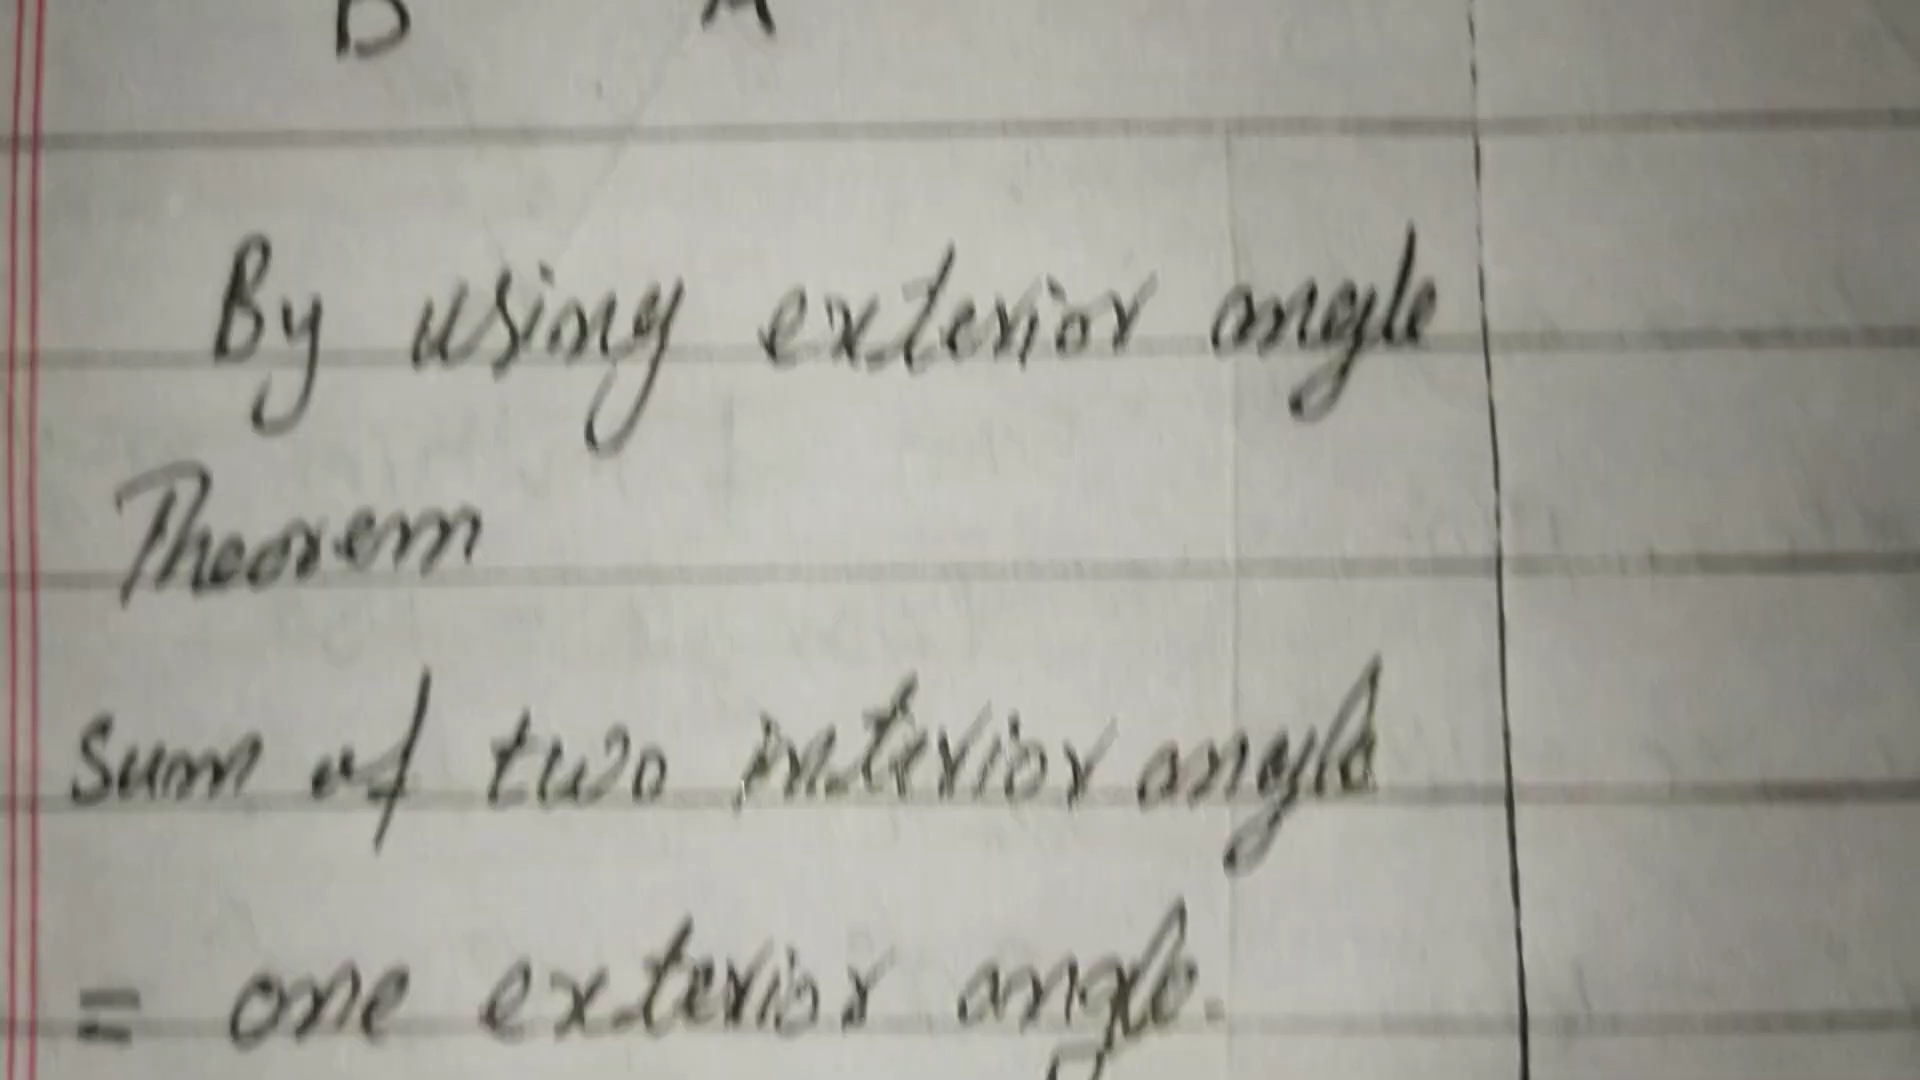 D A
By using exterior angle
Theorem
Sum of two interior angle
= one exterior angle.